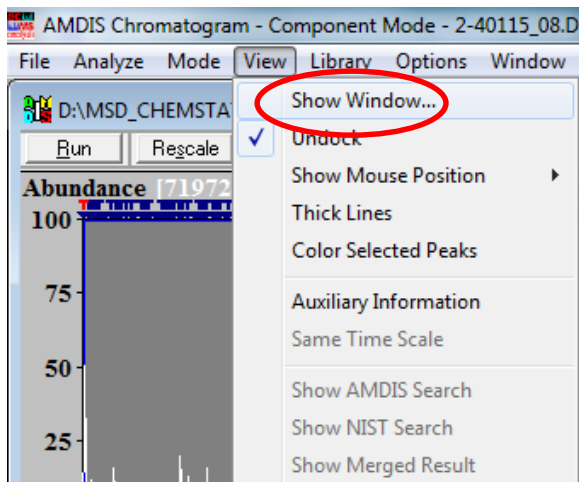 AMDIS Chromatogram - Component Mode - 2-40115_08.D
File Analyze Mode View Library Options Window
D:\MSD_CHEMSTA
Run Rescale
Abundance [71972
100
75
50
25
Show Window...
Undock
Show Mouse Position
Thick Lines
Color Selected Peaks
Auxiliary Information
Same Time Scale
Show AMDIS Search
Show NIST Search
Show Merged Result